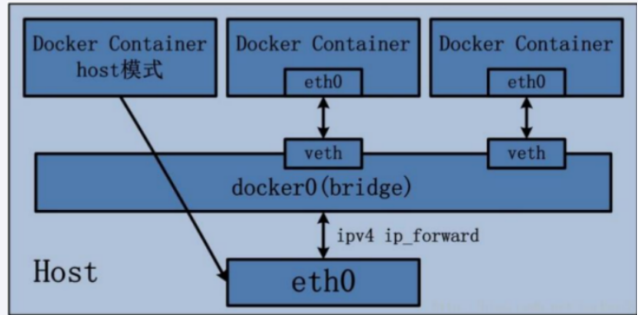 Docker Container
host模式
Docker Container
eth0
Docker Container
eth0
veth
veth
docker0(bridge)
ipv4 ip_forward
Host
eth0